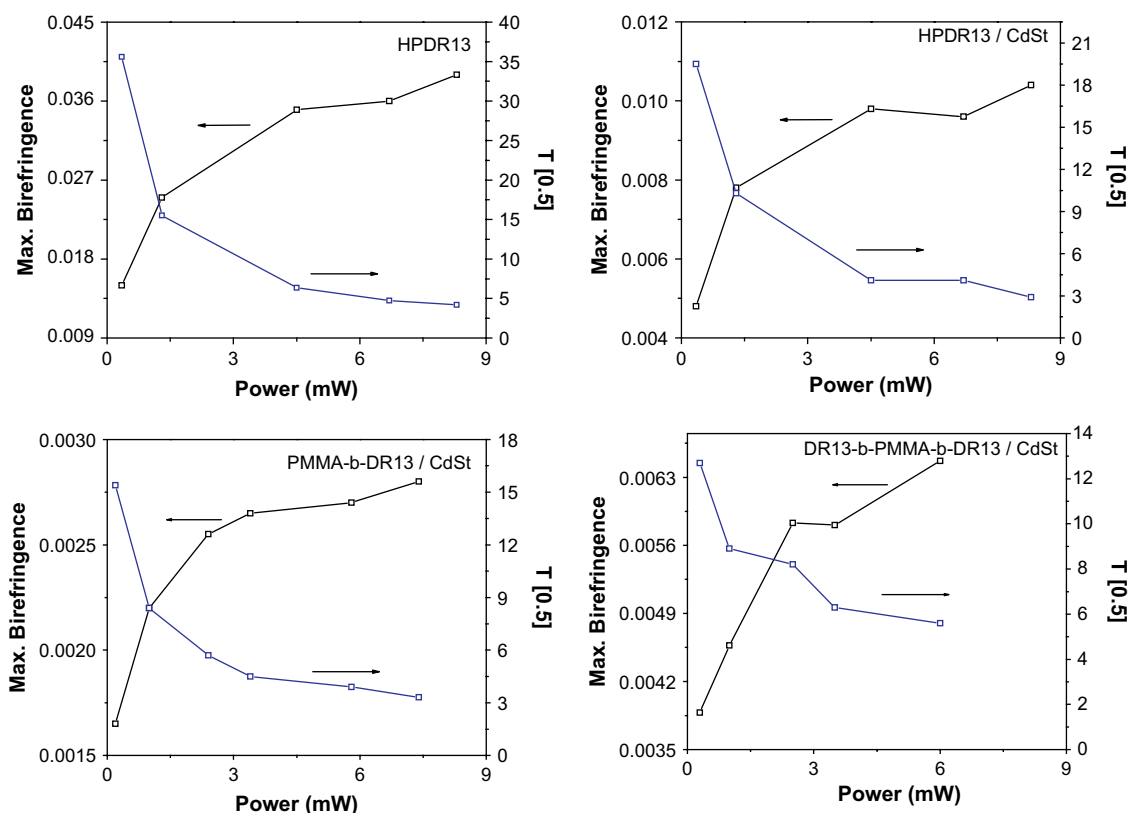 HPDR13
0.045
0.036
0.027
0.018
0.009
Max. Birefringence
40
35
30
25
20
15
10
5
0
T [0.5]
0 3 6 9
Power (mW)
HPDR13 / CdSt
0.012
0.010
0.008
0.006
0.004
Max. Birefringence
21
18
15
12
9
6
3
0
T [0.5]
0 3 6 9
Power (mW)
PMMA-b-DR13 / CdSt
0.0030
0.0025
0.0020
0.0015
Max. Birefringence
18
15
12
9
6
3
0
T [0.5]
0 3 6 9
Power (mW)
DR13-b-PMMA-b-DR13 / CdSt
0.0063
0.0056
0.0049
0.0042
0.0035
Max. Birefringence
14
12
10
8
6
4
2
0
T [0.5]
0 3 6 9
Power (mW)